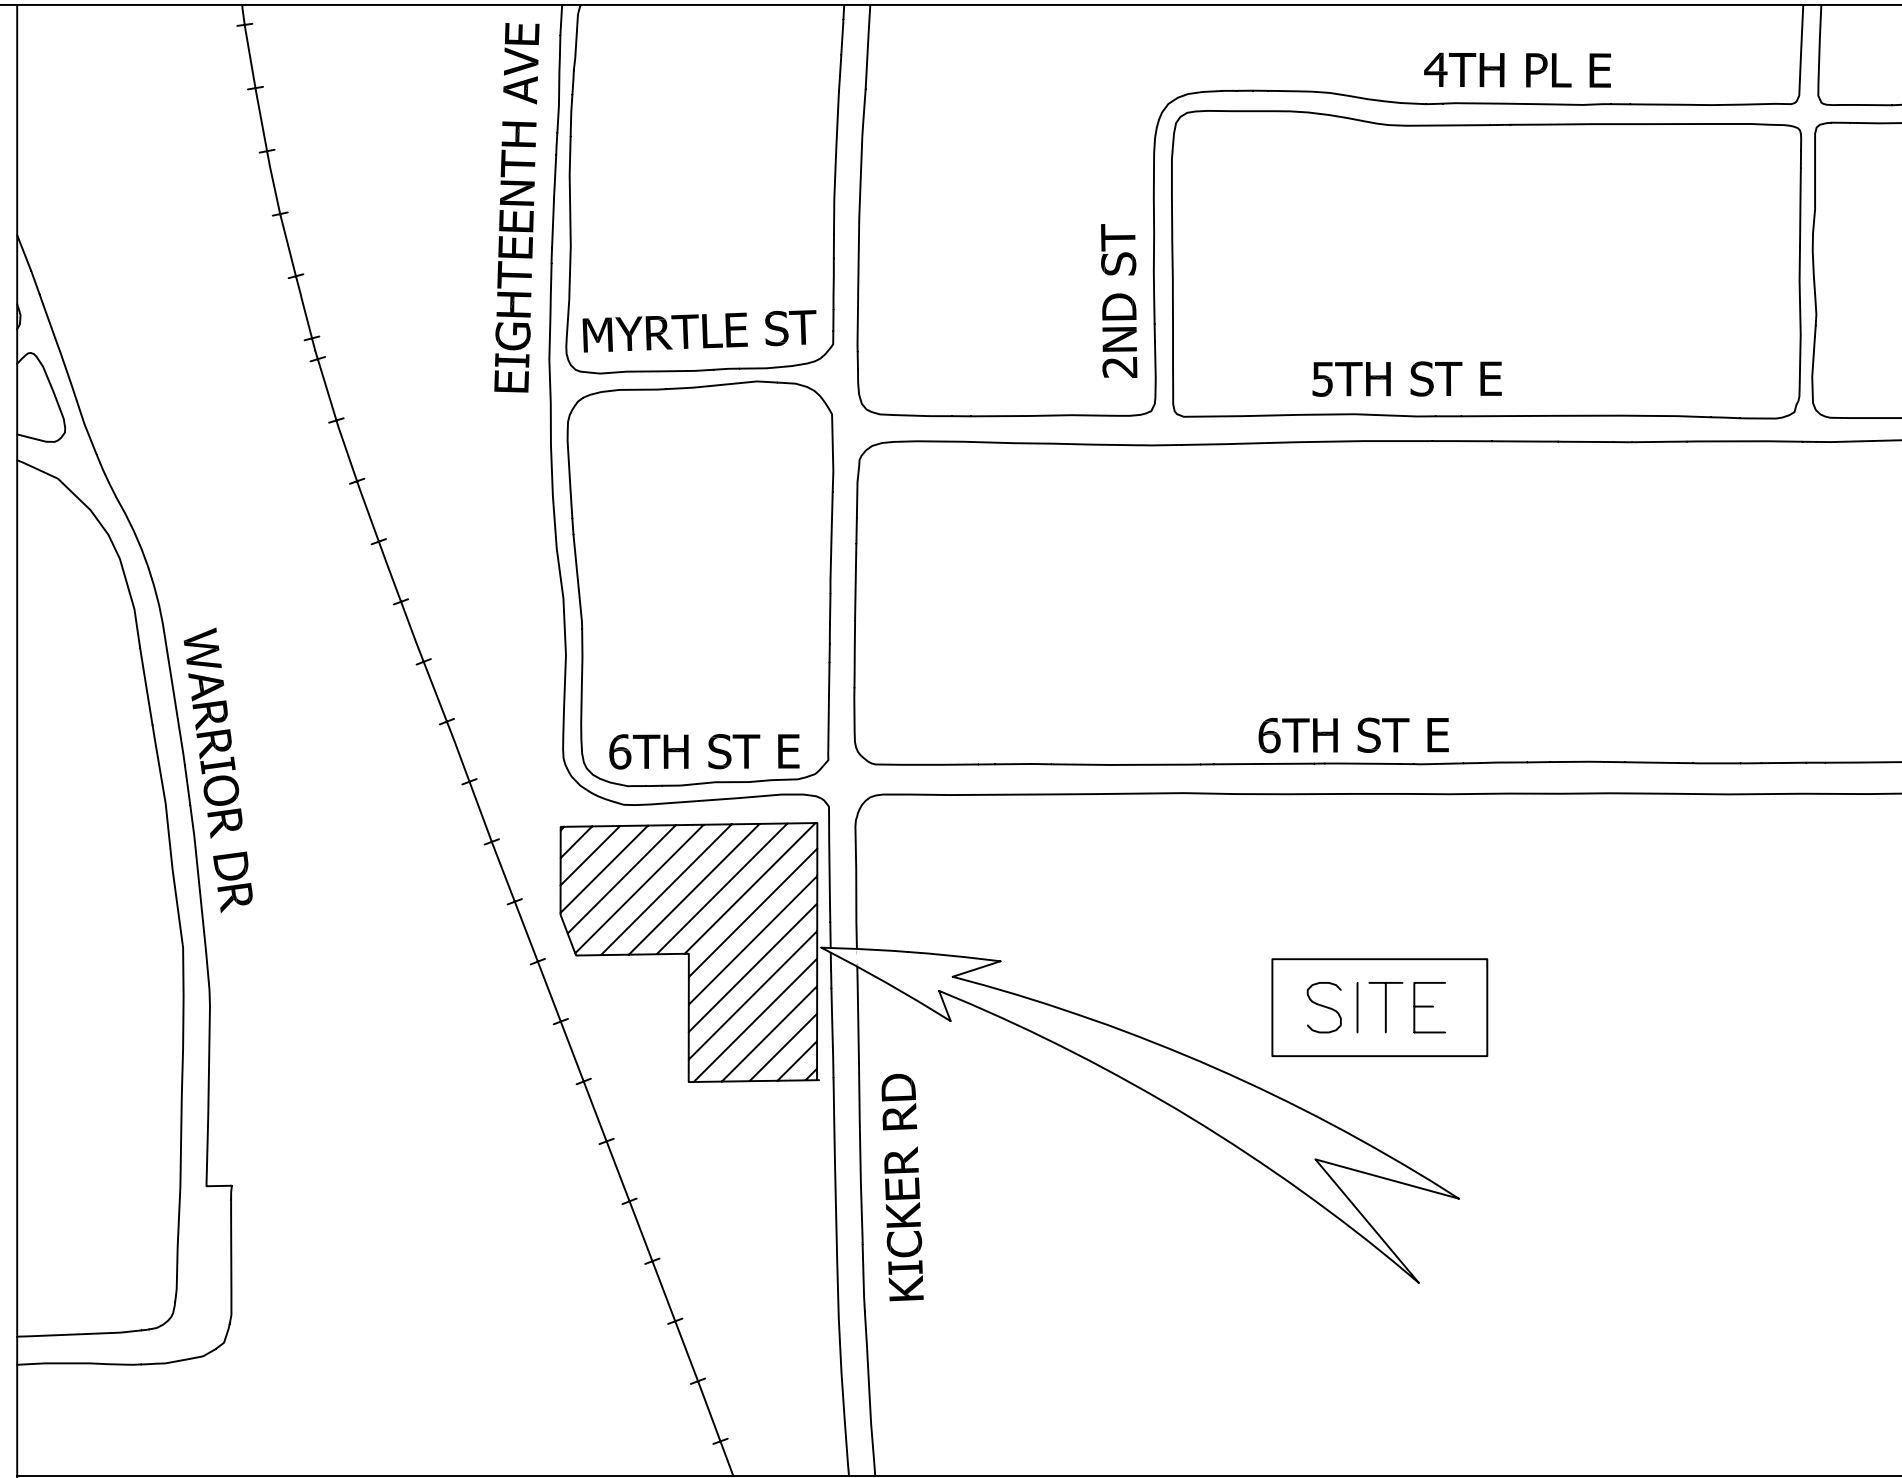 4TH PL E
EIGHTEENTH AVE
MYRTLE ST
2ND ST
5TH ST E
WARRIOR DR
6TH ST E
6TH ST E
SITE
KICKER RD